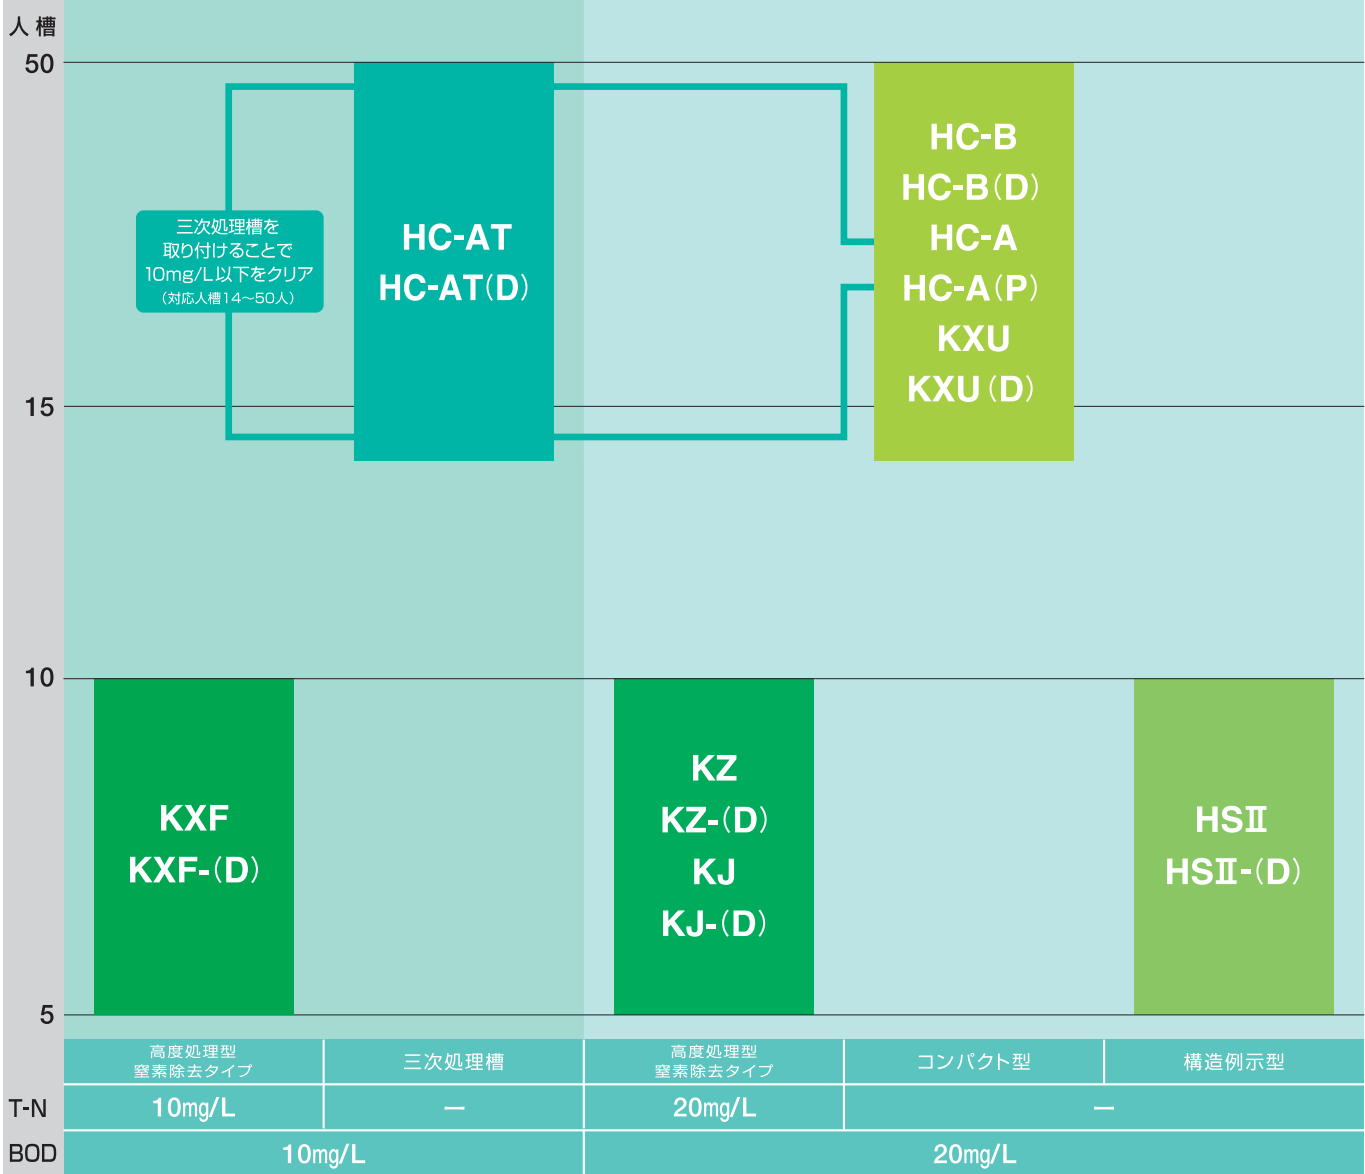 人槽
50
三次処理槽を
取り付けることで
10mg/L以下をクリア
（対応人槽14～50人）
HC-AT
HC-AT(D)
HC-B
HC-B(D)
HC-A
HC-A(P)
KXU
KXU(D)
15
10
KXF
KXF-(D)
KZ
KZ-(D)
KJ
KJ-(D)
HSⅡ
HSⅡ-(D)
5
高度処理型
窒素除去タイプ
三次処理槽
高度処理型
窒素除去タイプ
コンパクト型
構造例示型
T-N 10mg/L － 20mg/L －
BOD 10mg/L 20mg/L